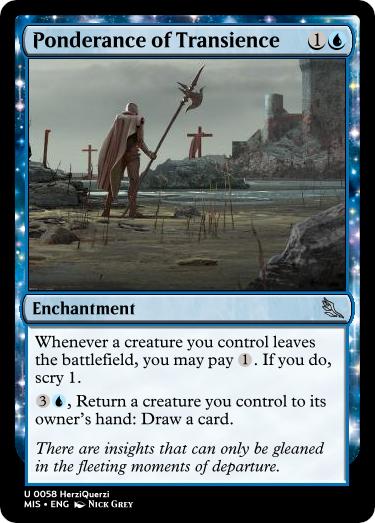 Ponderance of Transience 1
Enchantment
Whenever a creature you control leaves
the battlefield, you may pay 1. If you do,
scry 1.
3, Return a creature you control to its
owner's hand: Draw a card.
There are insights that can only be gleaned
in the fleeting moments of departure.
U 0058 HerziQuerzi
MIS • ENG Nick Grey